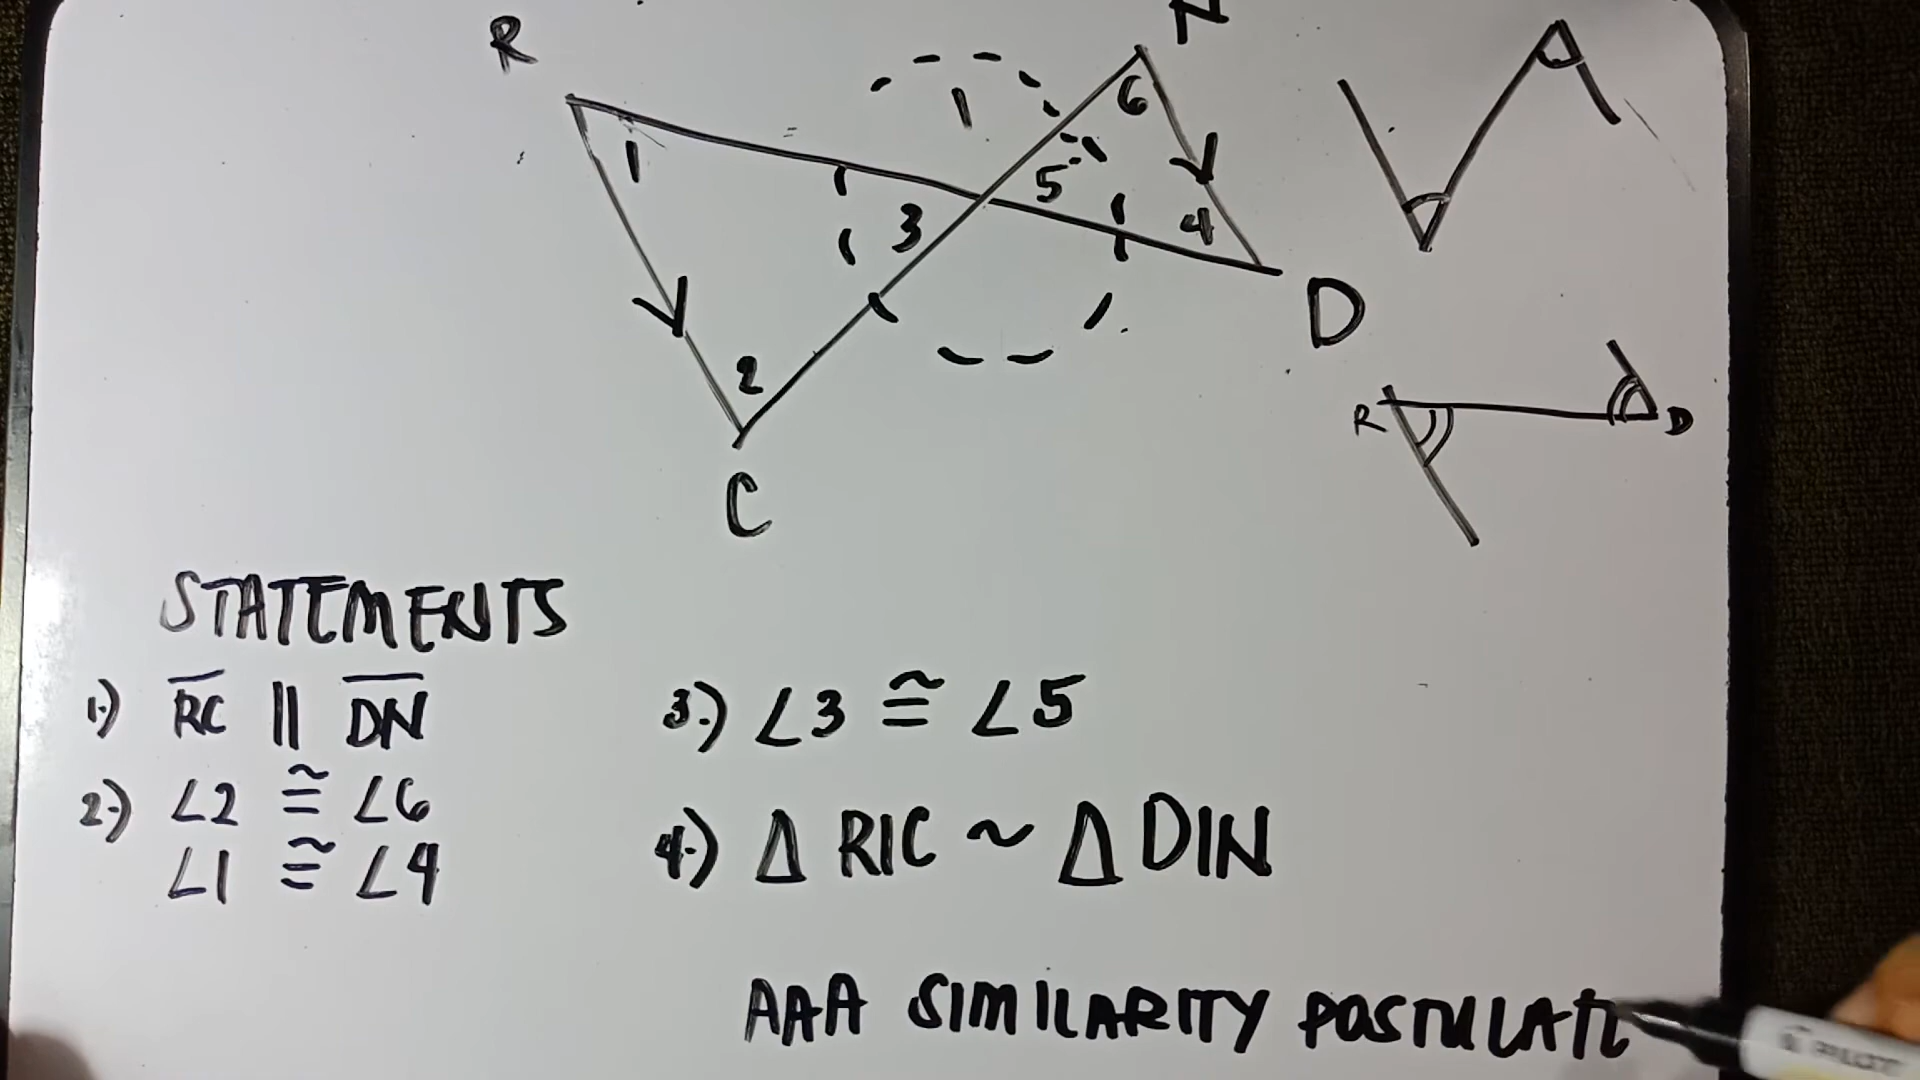 R
N
I
6
1
5
3
4
D
2
R
D
C
STATEMENTS
1.) RC || DN
2.) ∠2 ≅ ∠6
∠1 ≅ ∠4
3.) ∠3 ≅ ∠5
4.) Δ RIC ~ Δ DIN
AAA SIMILARITY POSTULATE
PILOT